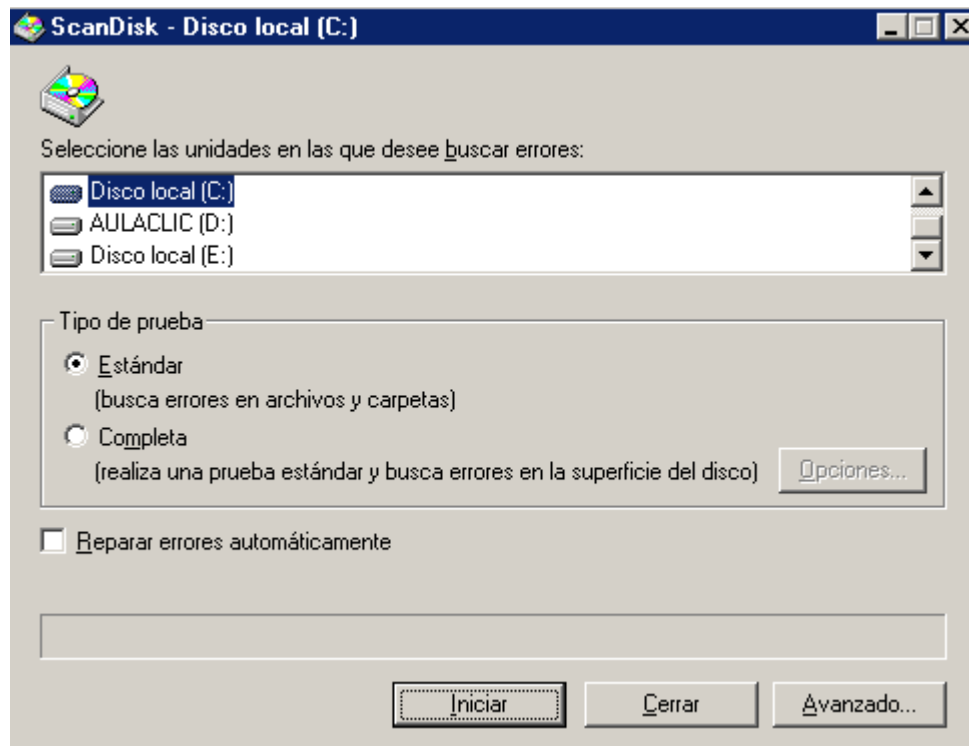 ScanDisk - Disco local (C:)
Seleccione las unidades en las que desee buscar errores:
Disco local (C:)
AULACLIC (D:)
Disco local (E:)
Tipo de prueba
Estándar
(busca errores en archivos y carpetas)
Completa
(realiza una prueba estándar y busca errores en la superficie del disco)
Opciones...
Reparar errores automáticamente
Iniciar
Cerrar
Avanzado...